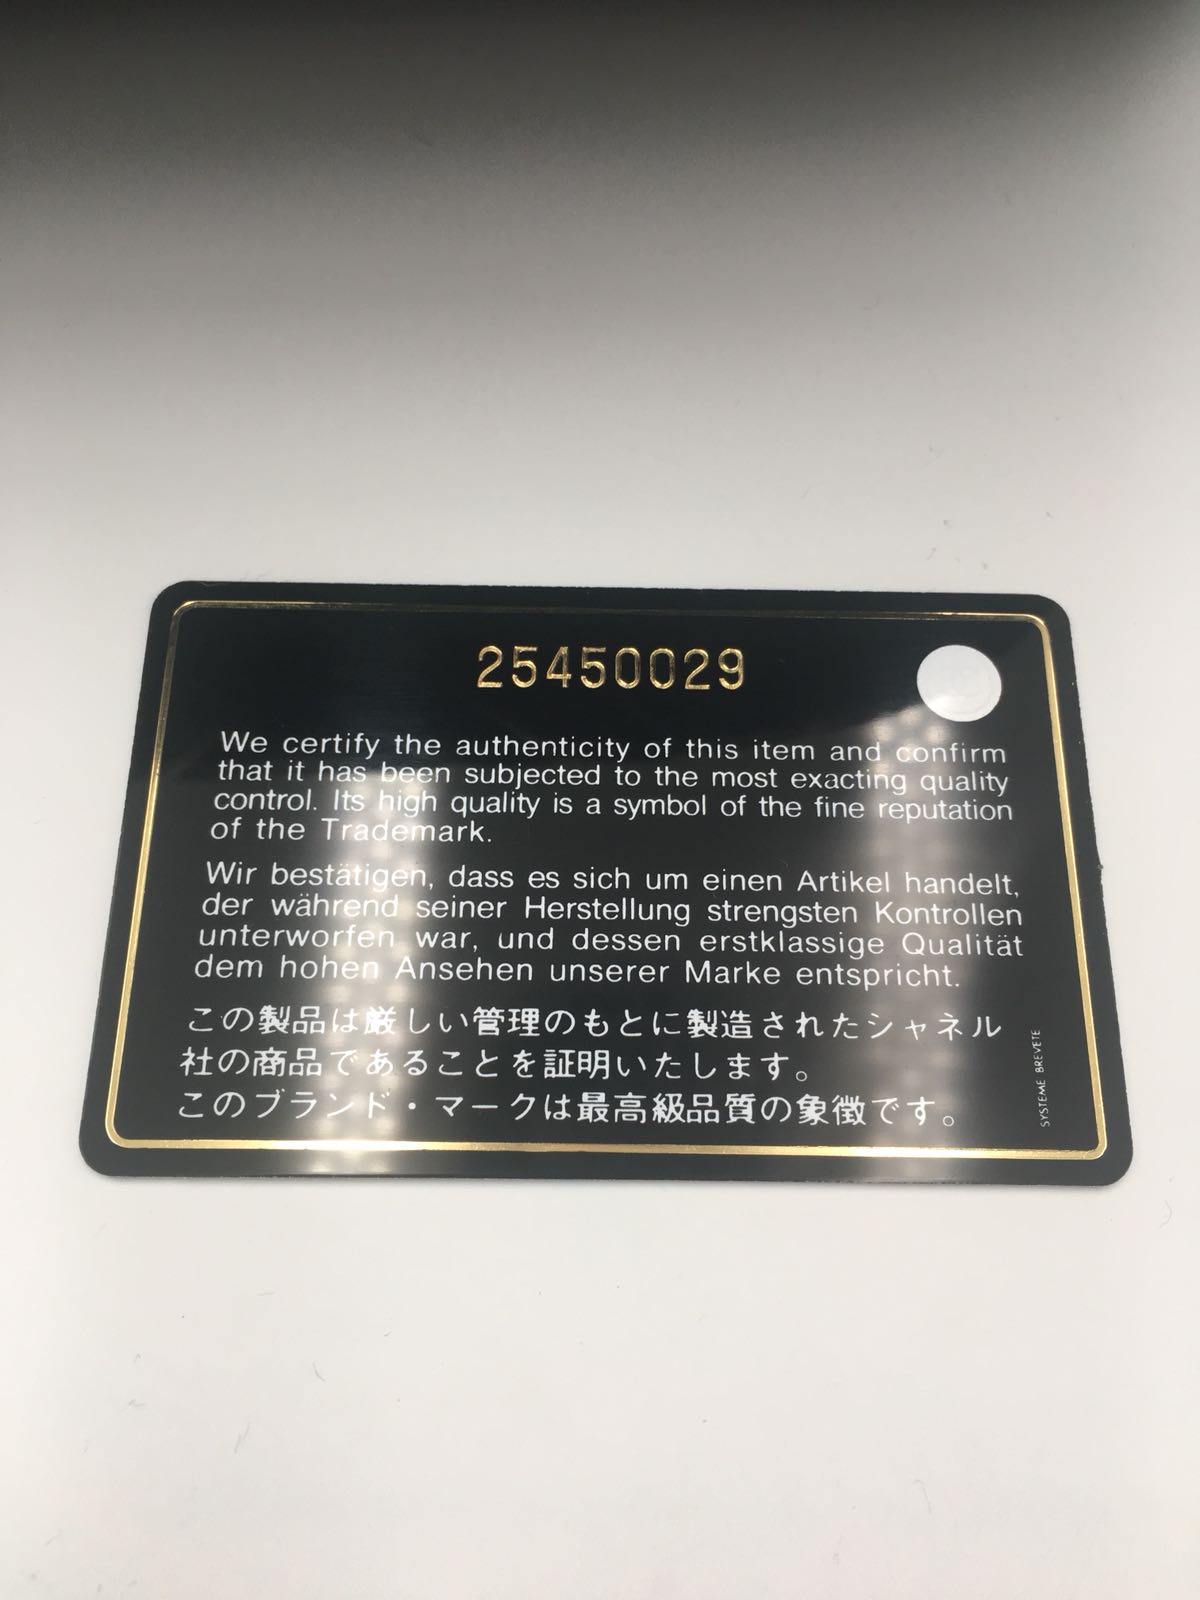 25450029
We certify the authenticity of this item and confirm
that it has been subjected to the most exacting quality
control. Its high quality is a symbol of the fine reputation
of the Trademark.
Wir bestätigen, dass es sich um einen Artikel handelt,
der während seiner Herstellung strengsten Kontrollen
unterworfen war, und dessen erstklassige Qualität
dem hohen Ansehen unserer Marke entspricht.
この製品は厳しい管理のもとに製造されたシャネル
社の商品であることを証明いたします。
このブランド・マークは最高級品質の象徴です。
SYSTEME BREVETE